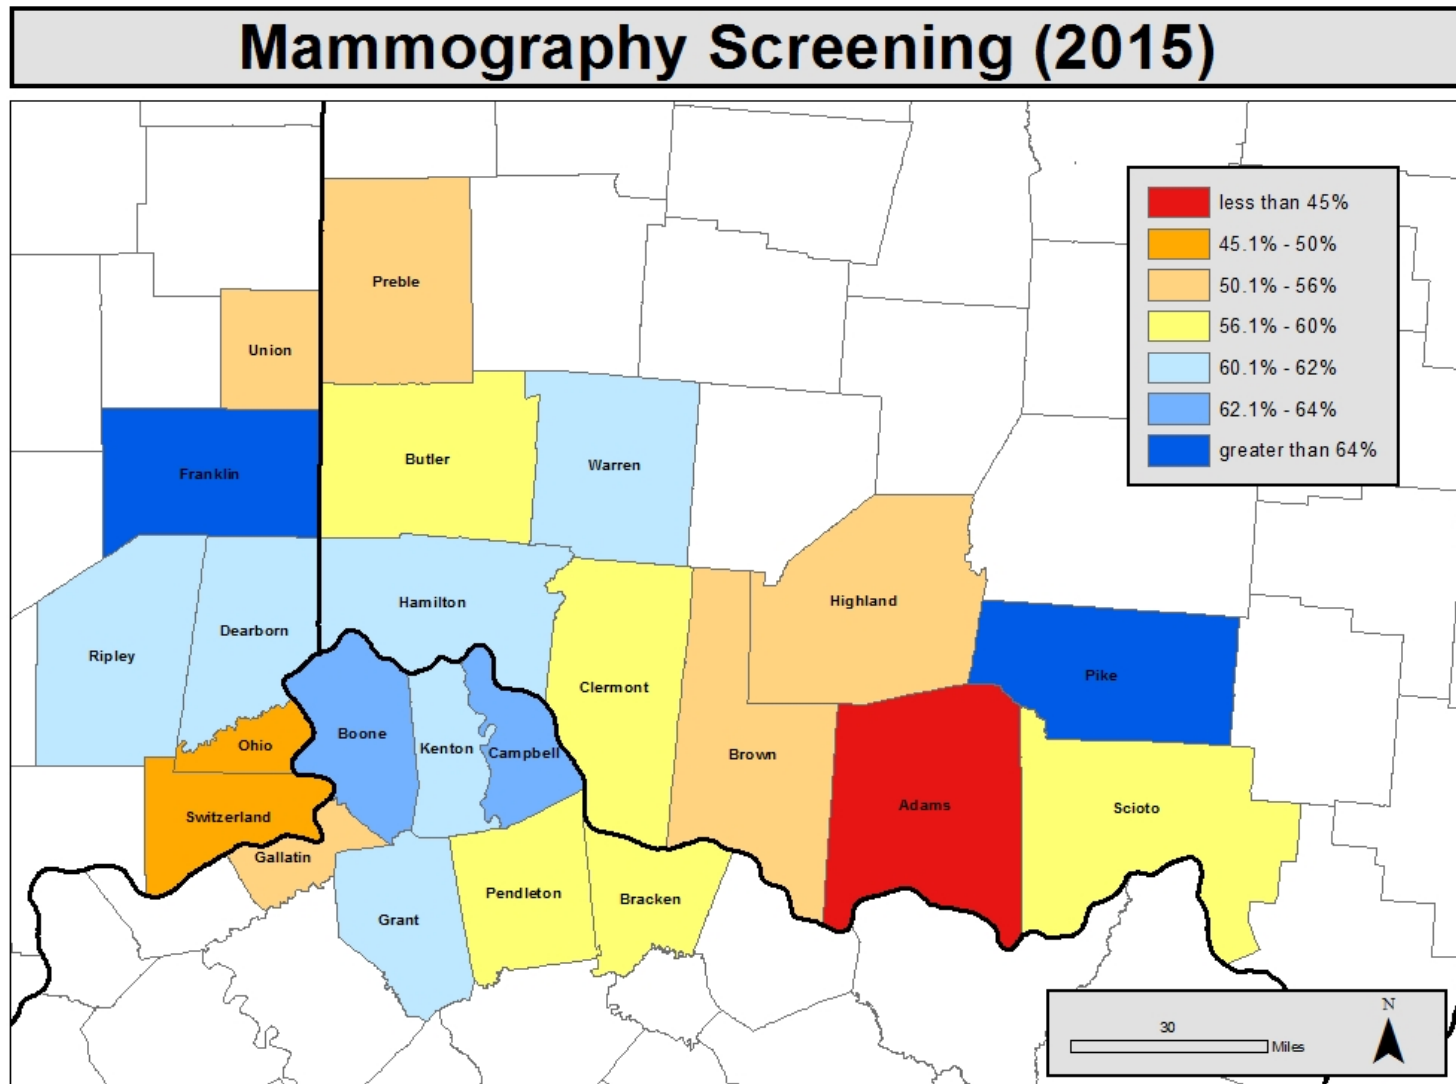 Mammography Screening (2015)
less than 45%
45.1% - 50%
50.1% - 56%
56.1% - 60%
60.1% - 62%
62.1% - 64%
greater than 64%
Preble
Union
Butler
Warren
Franklin
Hamilton
Highland
Dearborn
Ripley
Pike
Clermont
Boone
Ohio
Kenton
Campbell
Brown
Adams
Scioto
Switzerland
Gallatin
Pendleton
Bracken
Grant
N
30
Miles